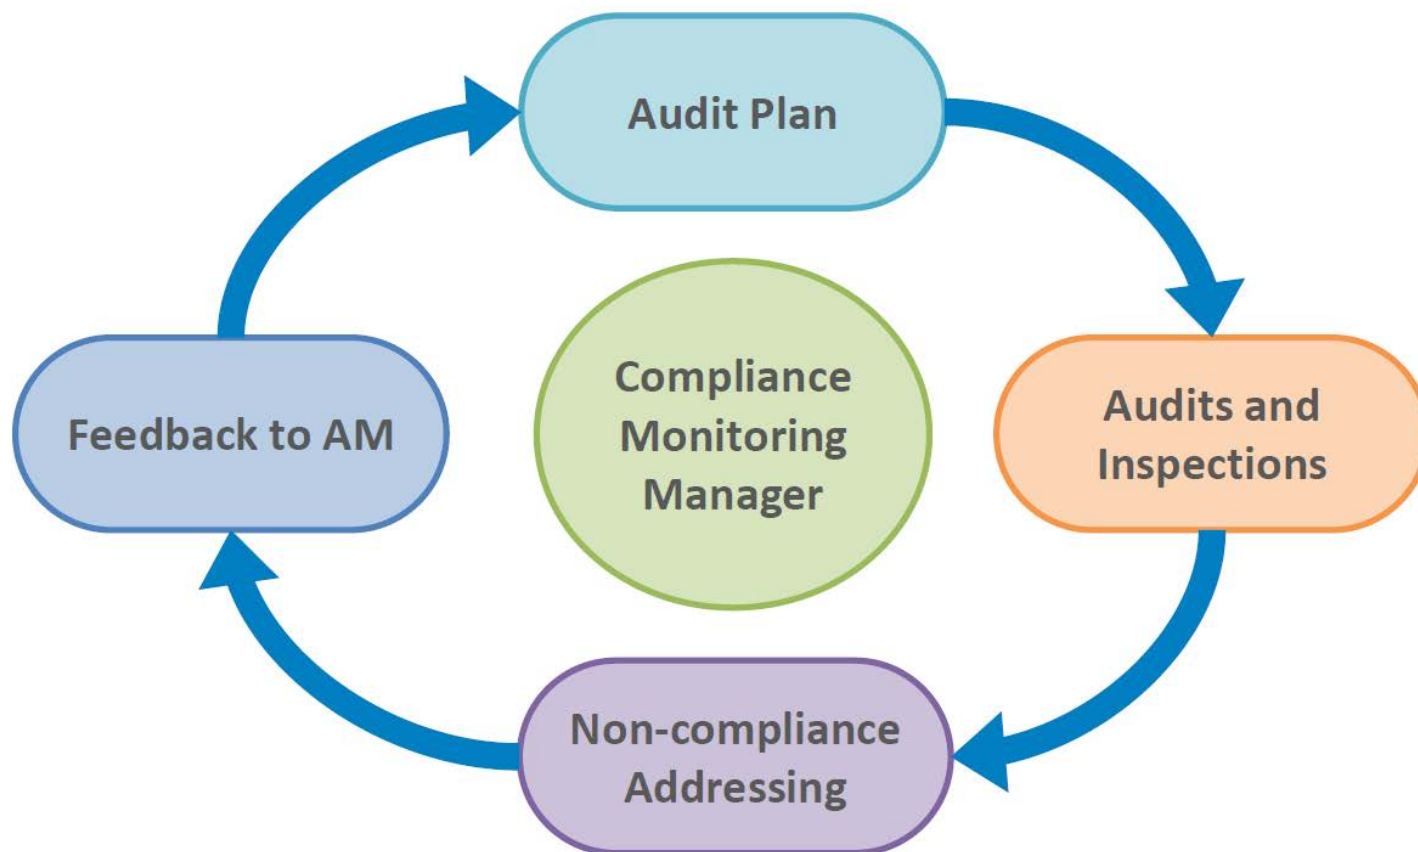 Audit Plan
Compliance
Monitoring
Manager
Audits and
Inspections
Feedback to AM
Non-compliance
Addressing